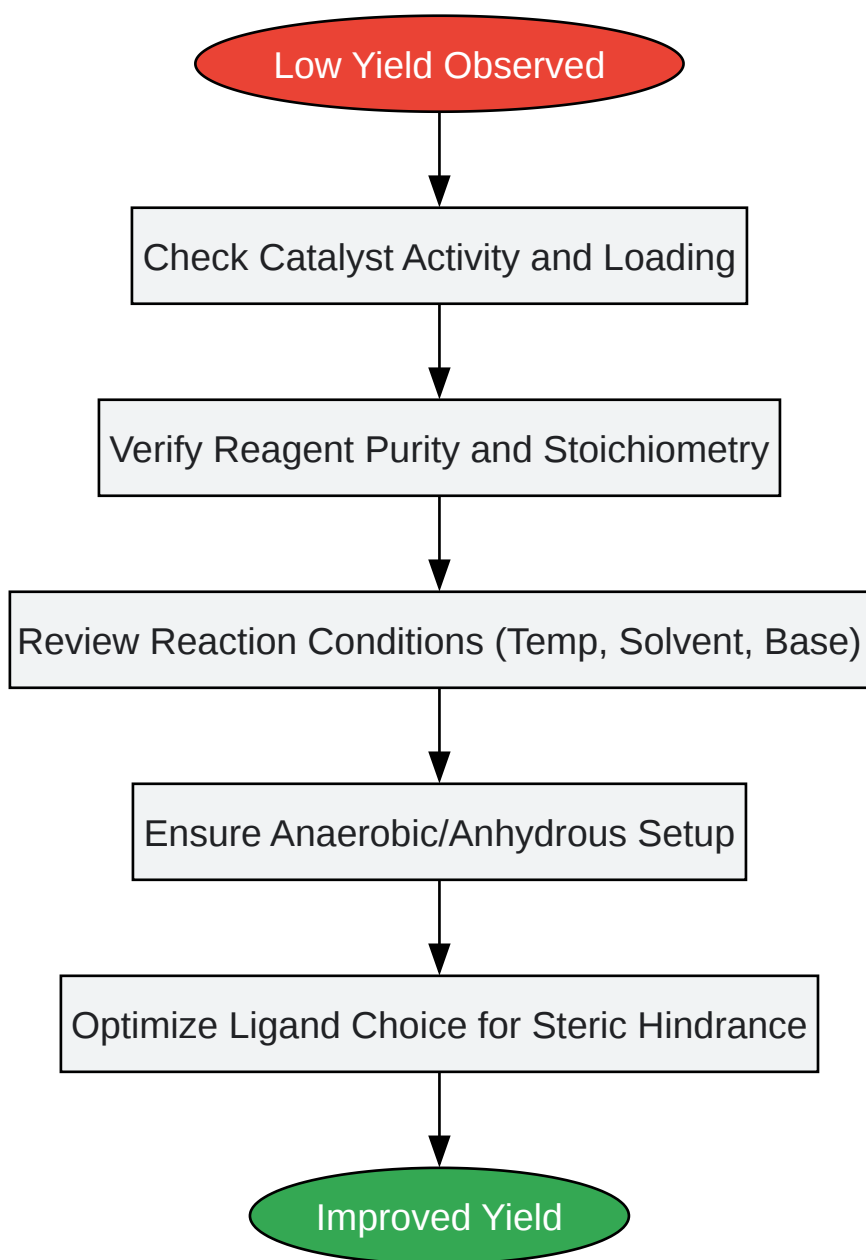 Low Yield Observed
Check Catalyst Activity and Loading
Verify Reagent Purity and Stoichiometry
Review Reaction Conditions (Temp, Solvent, Base)
Ensure Anaerobic/Anhydrous Setup
Optimize Ligand Choice for Steric Hindrance
Improved Yield